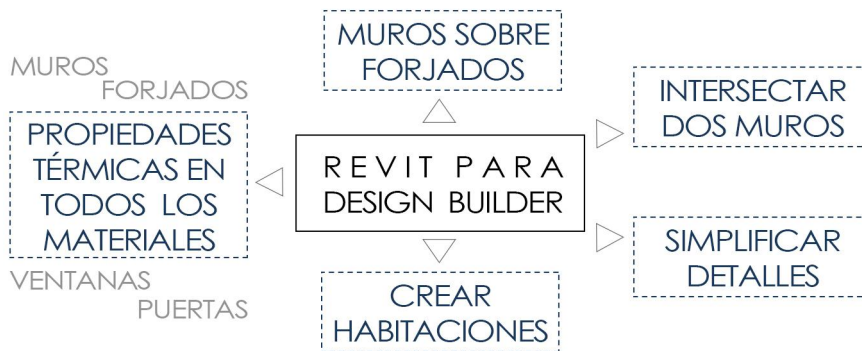 MUROS SOBRE
FORJADOS
MUROS
FORJADOS
PROPIEDADES
TÉRMICAS EN
TODOS LOS
MATERIALES
VENTANAS
PUERTAS
REVIT PARA
DESIGN BUILDER
INTERSECTAR
DOS MUROS
SIMPLIFICAR
DETALLES
CREAR
HABITACIONES